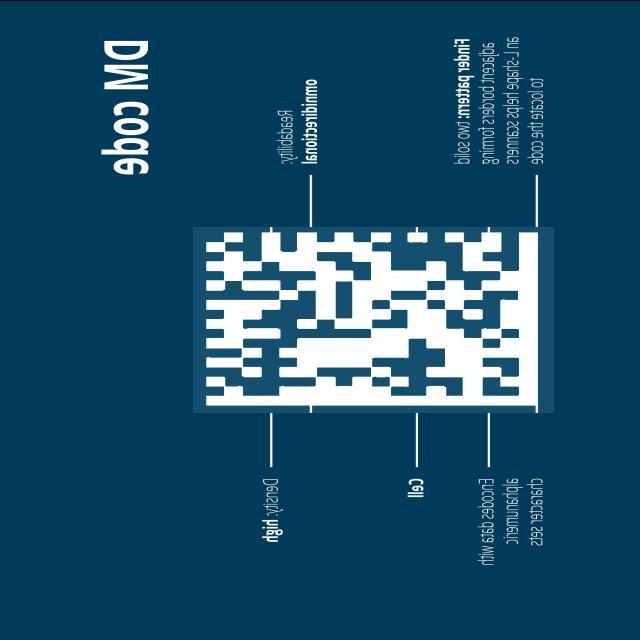 DM code
Readability:
omnidirectional
Finder pattern: two solid
adjacent borders forming
an L-shape helps scanners
to locate the code
Density: high
Cell
Encodes data with
alphanumeric
character sets